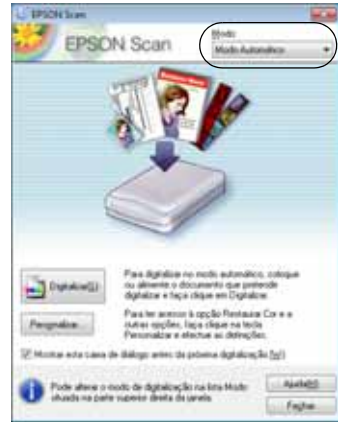 EPSON Scan
EPSON Scan
Modo
Modo Automático
Digitalizar(S)
Para digitalizar no modo automático, coloque
ou alimente o documento que pretende
digitalizar e faça clique em Digitalizar.
Personalizar...
Para ter acesso à opção Restaurar Cor e a
outras opções, faça clique na tecla
Personalizar e efectue as definições.
Mostrar esta caixa de diálogo antes da próxima digitalização.(W)
Pode alterar o modo de digitalização na lista Modo
situada na parte superior direita da janela.
Ajuda(H)
Fechar